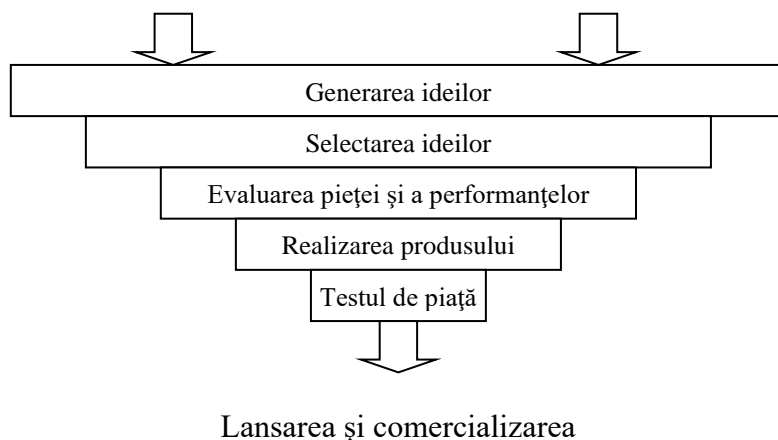 Generarea ideilor
Selectarea ideilor
Evaluarea pieţei şi a performanţelor
Realizarea produsului
Testul de piaţă
Lansarea şi comercializarea